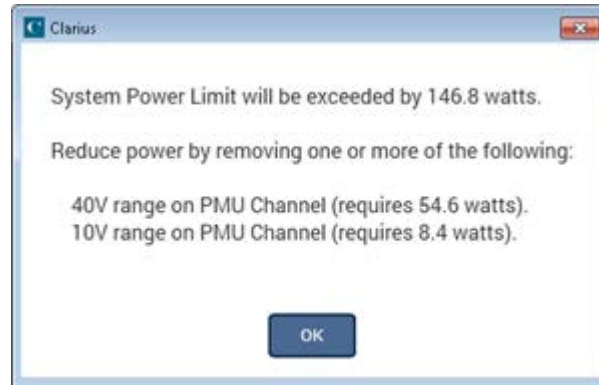 Clarius
System Power Limit will be exceeded by 146.8 watts.
Reduce power by removing one or more of the following:
40V range on PMU Channel (requires 54.6 watts).
10V range on PMU Channel (requires 8.4 watts).
OK